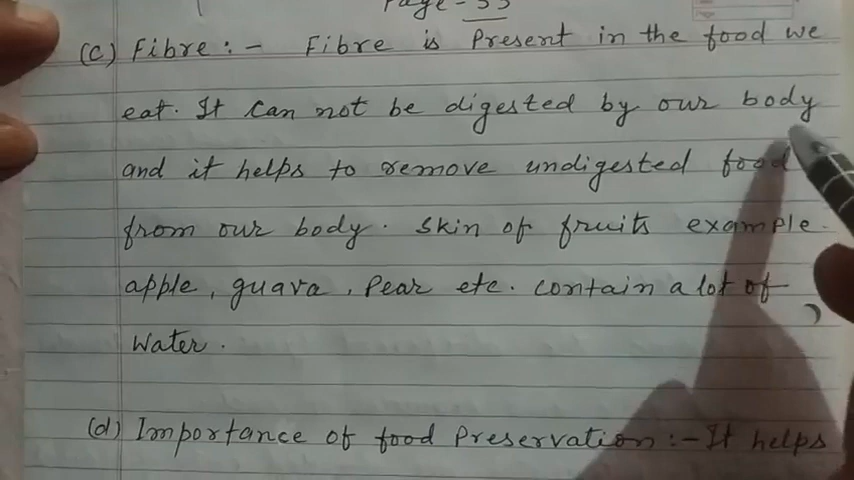 Page - 55
(c) Fibre : - Fibre is Present in the food we
eat. It can not be digested by our body
and it helps to remove undigested food
from our body. Skin of fruits example.
apple, guava, Pear etc. contain a lot of
Water.
(d) Importance of food Preservation : - It helps